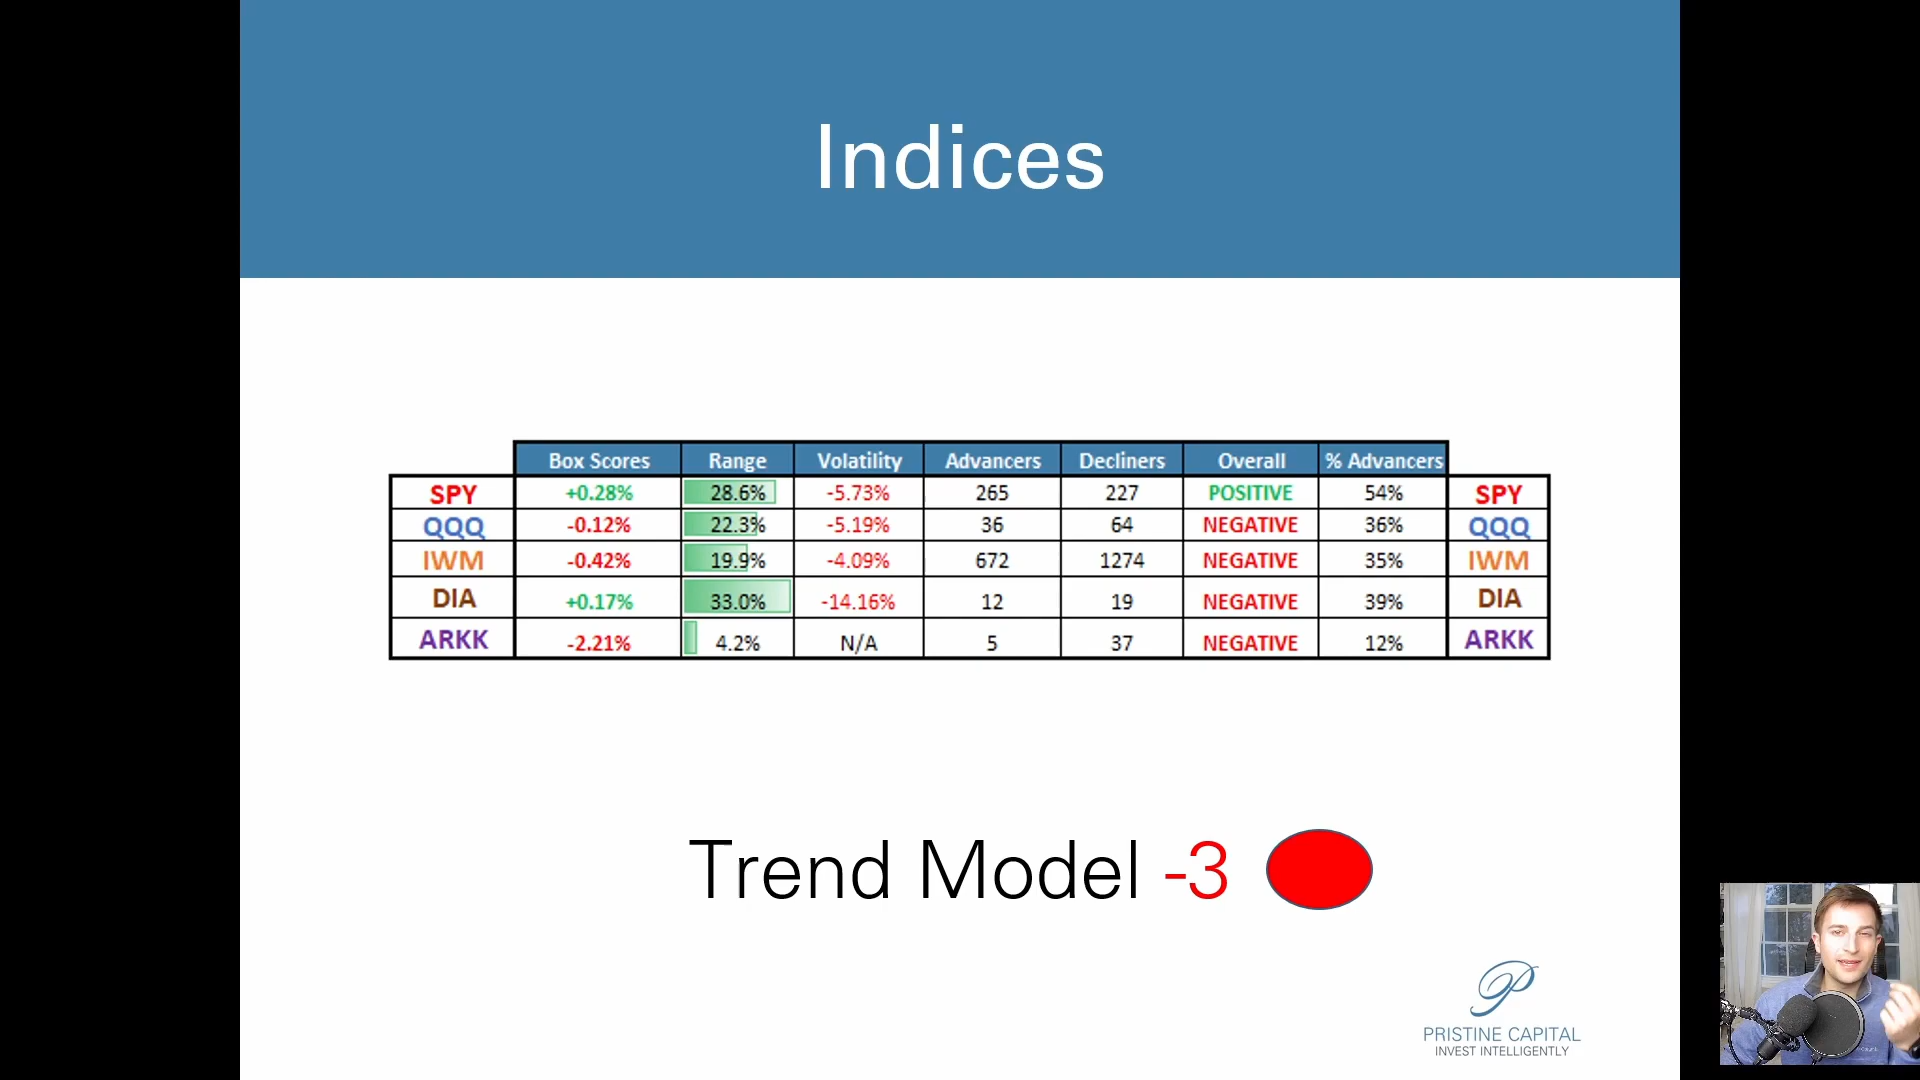 Indices
Box Scores Range Volatility Advancers Decliners Overall % Advancers
SPY +0.28% 28.6% -5.73% 265 227 POSITIVE 54% SPY
QQQ -0.12% 22.3% -5.19% 36 64 NEGATIVE 36% QQQ
IWM -0.42% 19.9% -4.09% 672 1274 NEGATIVE 35% IWM
DIA +0.17% 33.0% -14.16% 12 19 NEGATIVE 39% DIA
ARKK -2.21% 4.2% N/A 5 37 NEGATIVE 12% ARKK
Trend Model -3
P
PRISTINE CAPITAL
INVEST INTELLIGENTLY